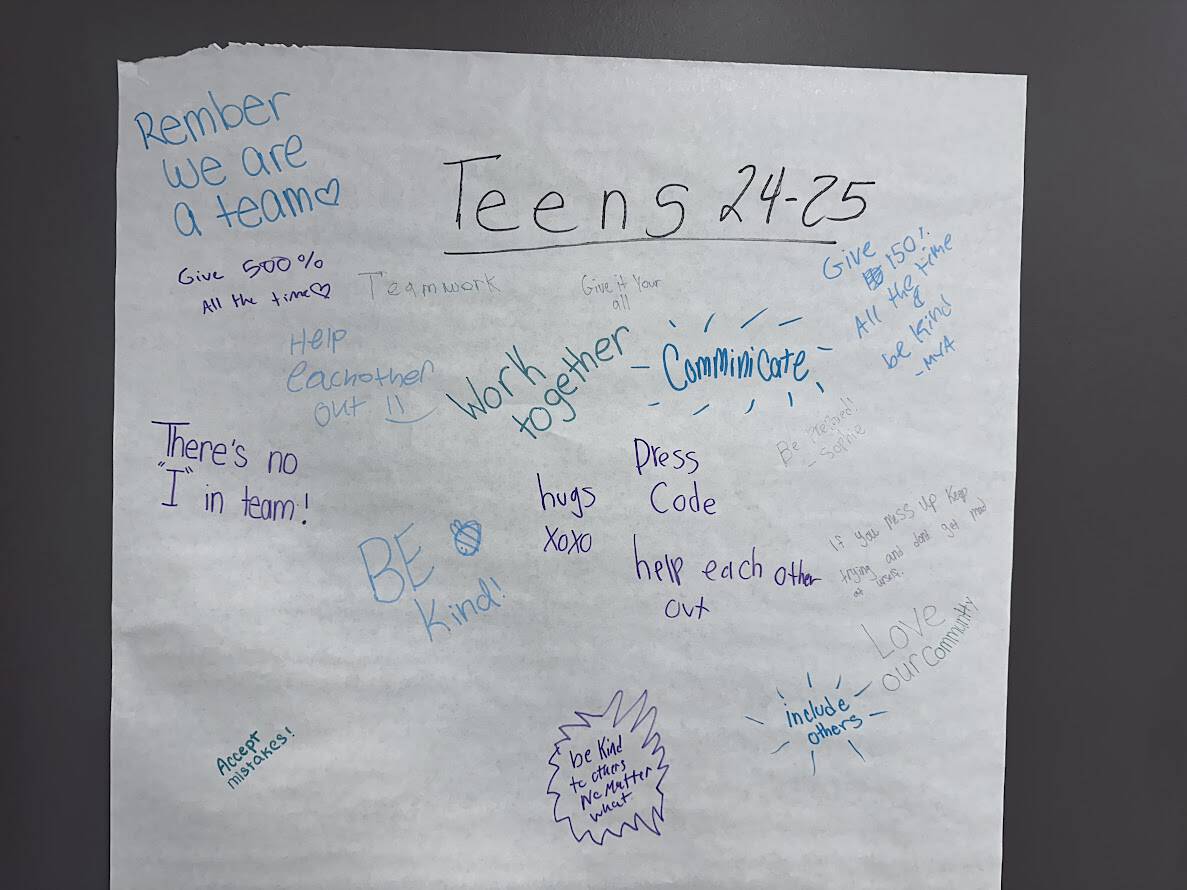 Rember
we are
a team
Teens 24-25
Give 500%
All the time
Teamwork
Give it Your
all
Give
150%
All the time
&
be kind
- MYA
Help
eachother
out !!
Work
together
Comminicate
Be
- Sophie
There's no
"I" in team!
hugs
xoxo
Dress
Code
BE
Kind!
help each other
out
If you mess up keep
trying and dont get mad
at urself.
Love
our Community
include
others
Accept
mistakes!
be Kind
to others
No Matter
what